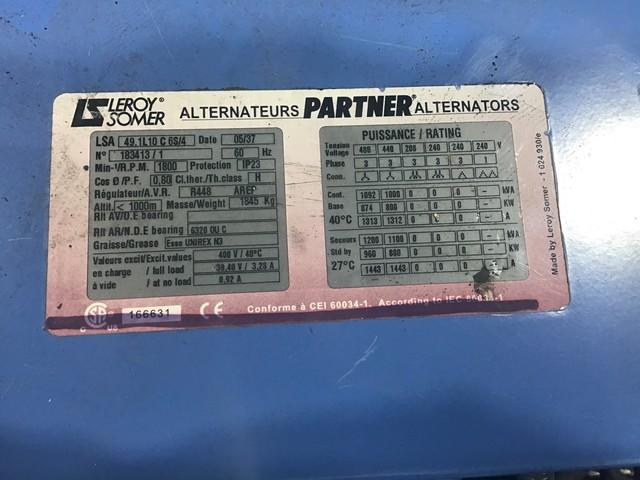 LEROY® SOMER ALTERNATEURS PARTNER® ALTERNATORS
LSA 49.1L10 C 6S/4 Date 05/37
N° 183413 / 1 60 Hz
Min-1/R.P.M. 1800 Protection IP23
Cos Ø /P.F. 0,80 Cl.ther./Th.class H
Régulateur/A.V.R. R448 AREP
Altit. < 1000m Masse/Weight 1845 Kg
Rlt AV/D.E bearing
Rlt AR/N.D.E bearing 6320 OU C
Graisse/Grease Esso UNIREX N3
Valeurs excit/Excit.values 400 V / 40°C
en charge / full load 39,40 V / 3,28 A
à vide / at no load 0,92 A
PUISSANCE / RATING
Tension Voltage 480 440 208 240 240 240 V
Phase 3 3 3 3 1 1
Conn.
Cont. 1092 1000 0 0 0 - kVA
Base 874 800 0 0 0 - KW
40°C 1313 1312 0 0 0 - A
Secours 1200 1100 0 0 0 - kVA
Std by 960 880 0 0 0 - KW
27°C 1443 1443 0 0 0 - A
Made by Leroy Somer - 1 024 930/e
C US 166631 CE Conforme à CEI 60034-1. According to IEC 60034-1